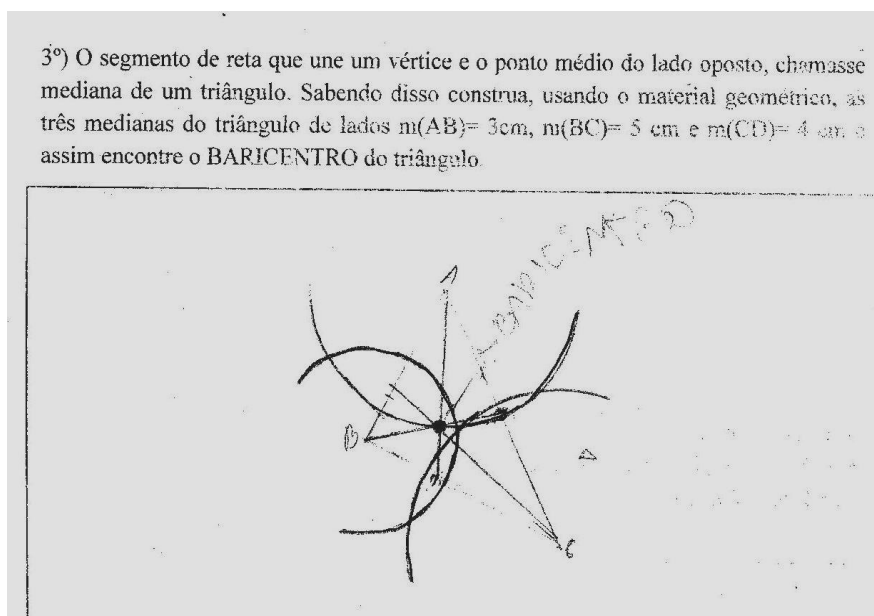 3º) O segmento de reta que une um vértice e o ponto médio do lado oposto, chamasse
mediana de um triângulo. Sabendo disso construa, usando o material geométrico, as
três medianas do triângulo de lados m(AB)= 3cm, m(BC)= 5 cm e m(CD)= 4 cm e
assim encontre o BARICENTRO do triângulo.
BARICENTRO
A
B
C